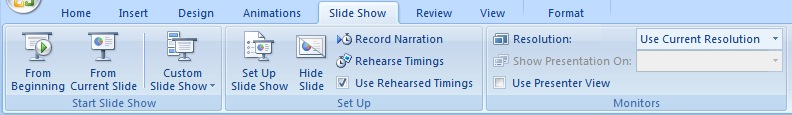 Home Insert Design Animations Slide Show Review View Format
From Beginning
From Current Slide
Custom Slide Show
Start Slide Show
Set Up Slide Show
Hide Slide
Record Narration
Rehearse Timings
Use Rehearsed Timings
Set Up
Resolution: Use Current Resolution
Show Presentation On:
Use Presenter View
Monitors